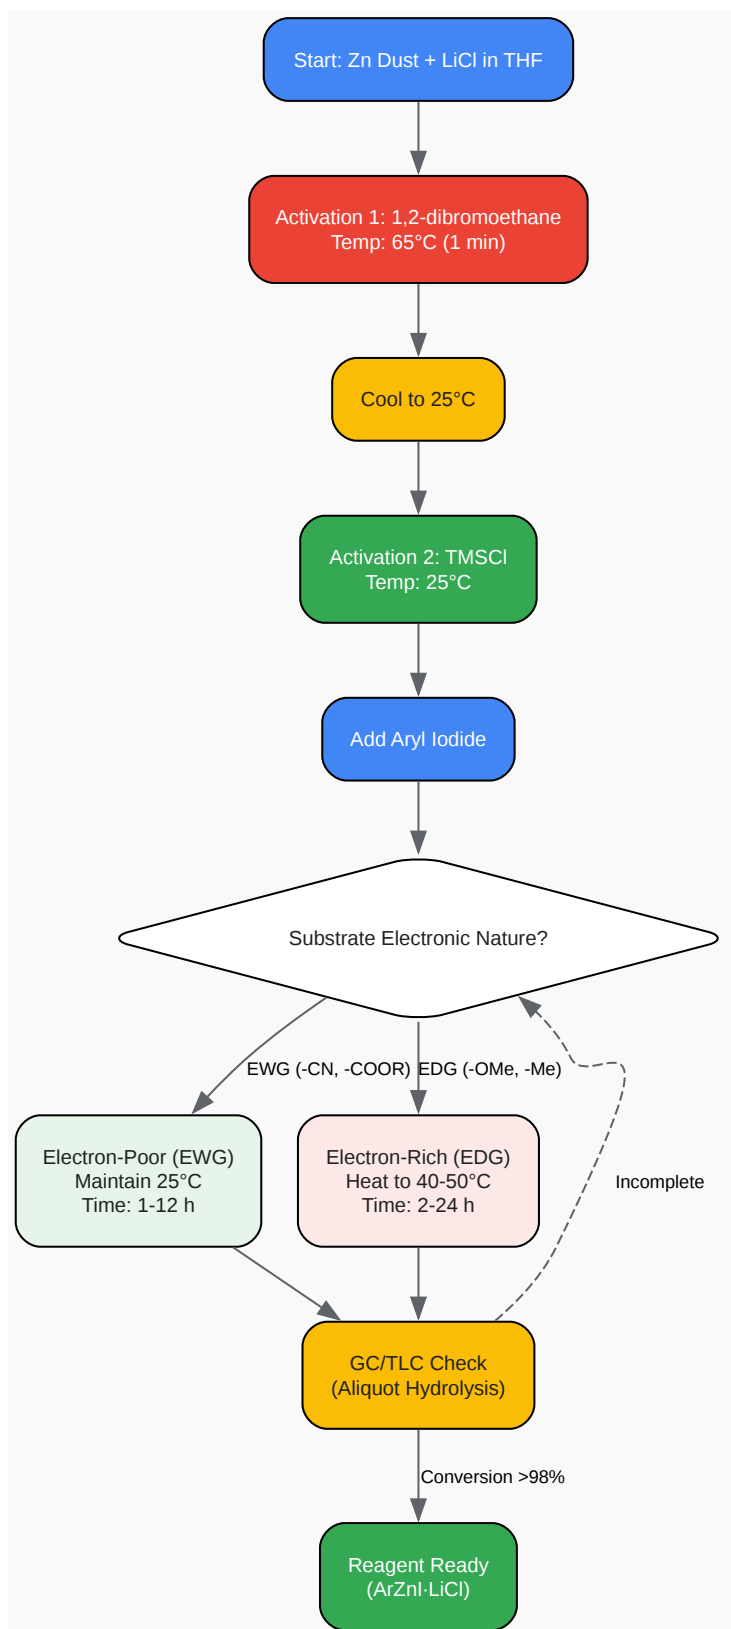 Start: Zn Dust + LiCl in THF
Activation 1: 1,2-dibromoethane
Temp: 65°C (1 min)
Cool to 25°C
Activation 2: TMSCl
Temp: 25°C
Add Aryl Iodide
Substrate Electronic Nature?
EWG (-CN, -COOR)
EDG (-OMe, -Me)
Electron-Poor (EWG)
Maintain 25°C
Time: 1-12 h
Electron-Rich (EDG)
Heat to 40-50°C
Time: 2-24 h
Incomplete
GC/TLC Check
(Aliquot Hydrolysis)
Conversion >98%
Reagent Ready
(ArZnI·LiCl)